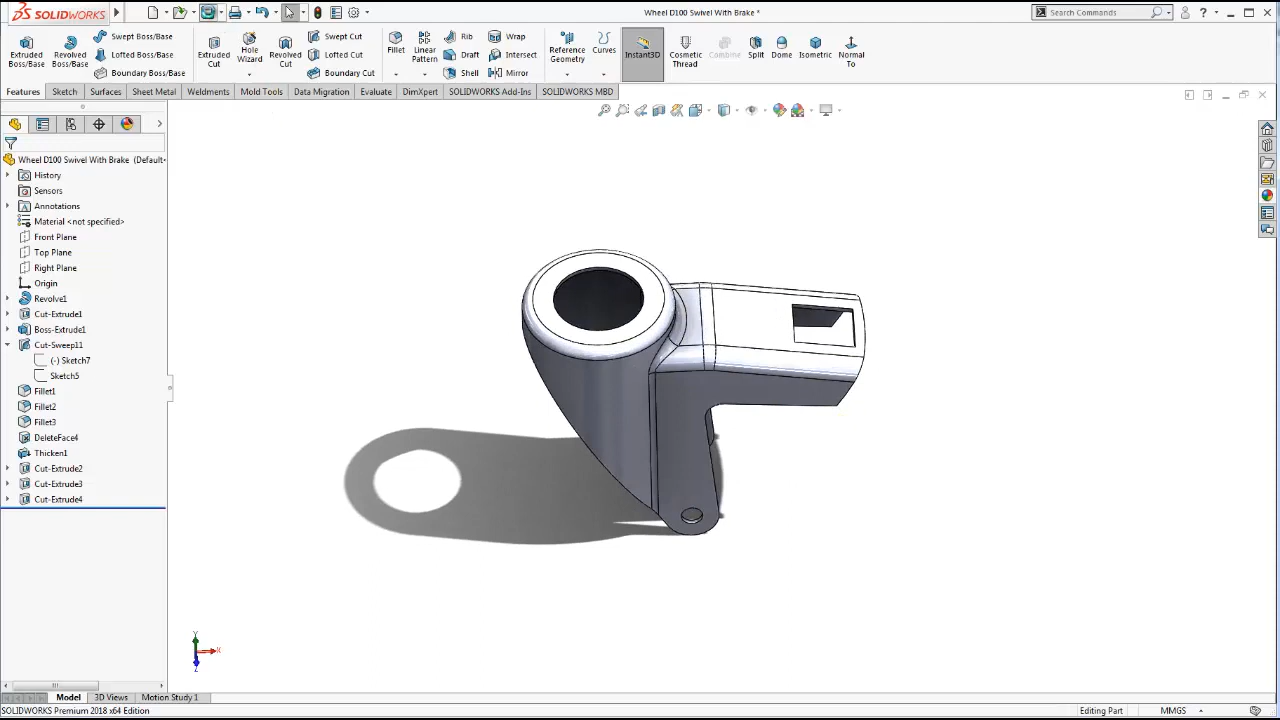 SOLIDWORKS
Wheel D100 Swivel With Brake *
Search Commands
Extruded Boss/Base
Revolved Boss/Base
Swept Boss/Base
Lofted Boss/Base
Boundary Boss/Base
Extruded Cut
Hole Wizard
Revolved Cut
Swept Cut
Lofted Cut
Boundary Cut
Fillet
Linear Pattern
Rib
Draft
Shell
Wrap
Intersect
Mirror
Reference Geometry
Curves
Instant3D
Cosmetic Thread
Combine
Split
Dome
Isometric
Normal To
Features
Sketch
Surfaces
Sheet Metal
Weldments
Mold Tools
Data Migration
Evaluate
DimXpert
SOLIDWORKS Add-Ins
SOLIDWORKS MBD
Wheel D100 Swivel With Brake (Default
History
Sensors
Annotations
Material <not specified>
Front Plane
Top Plane
Right Plane
Origin
Revolve1
Cut-Extrude1
Boss-Extrude1
Cut-Sweep11
(-) Sketch7
Sketch5
Fillet1
Fillet2
Fillet3
DeleteFace4
Thicken1
Cut-Extrude2
Cut-Extrude3
Cut-Extrude4
Y
X
Z
Model
3D Views
Motion Study 1
SOLIDWORKS Premium 2018 x64 Edition
Editing Part
MMGS